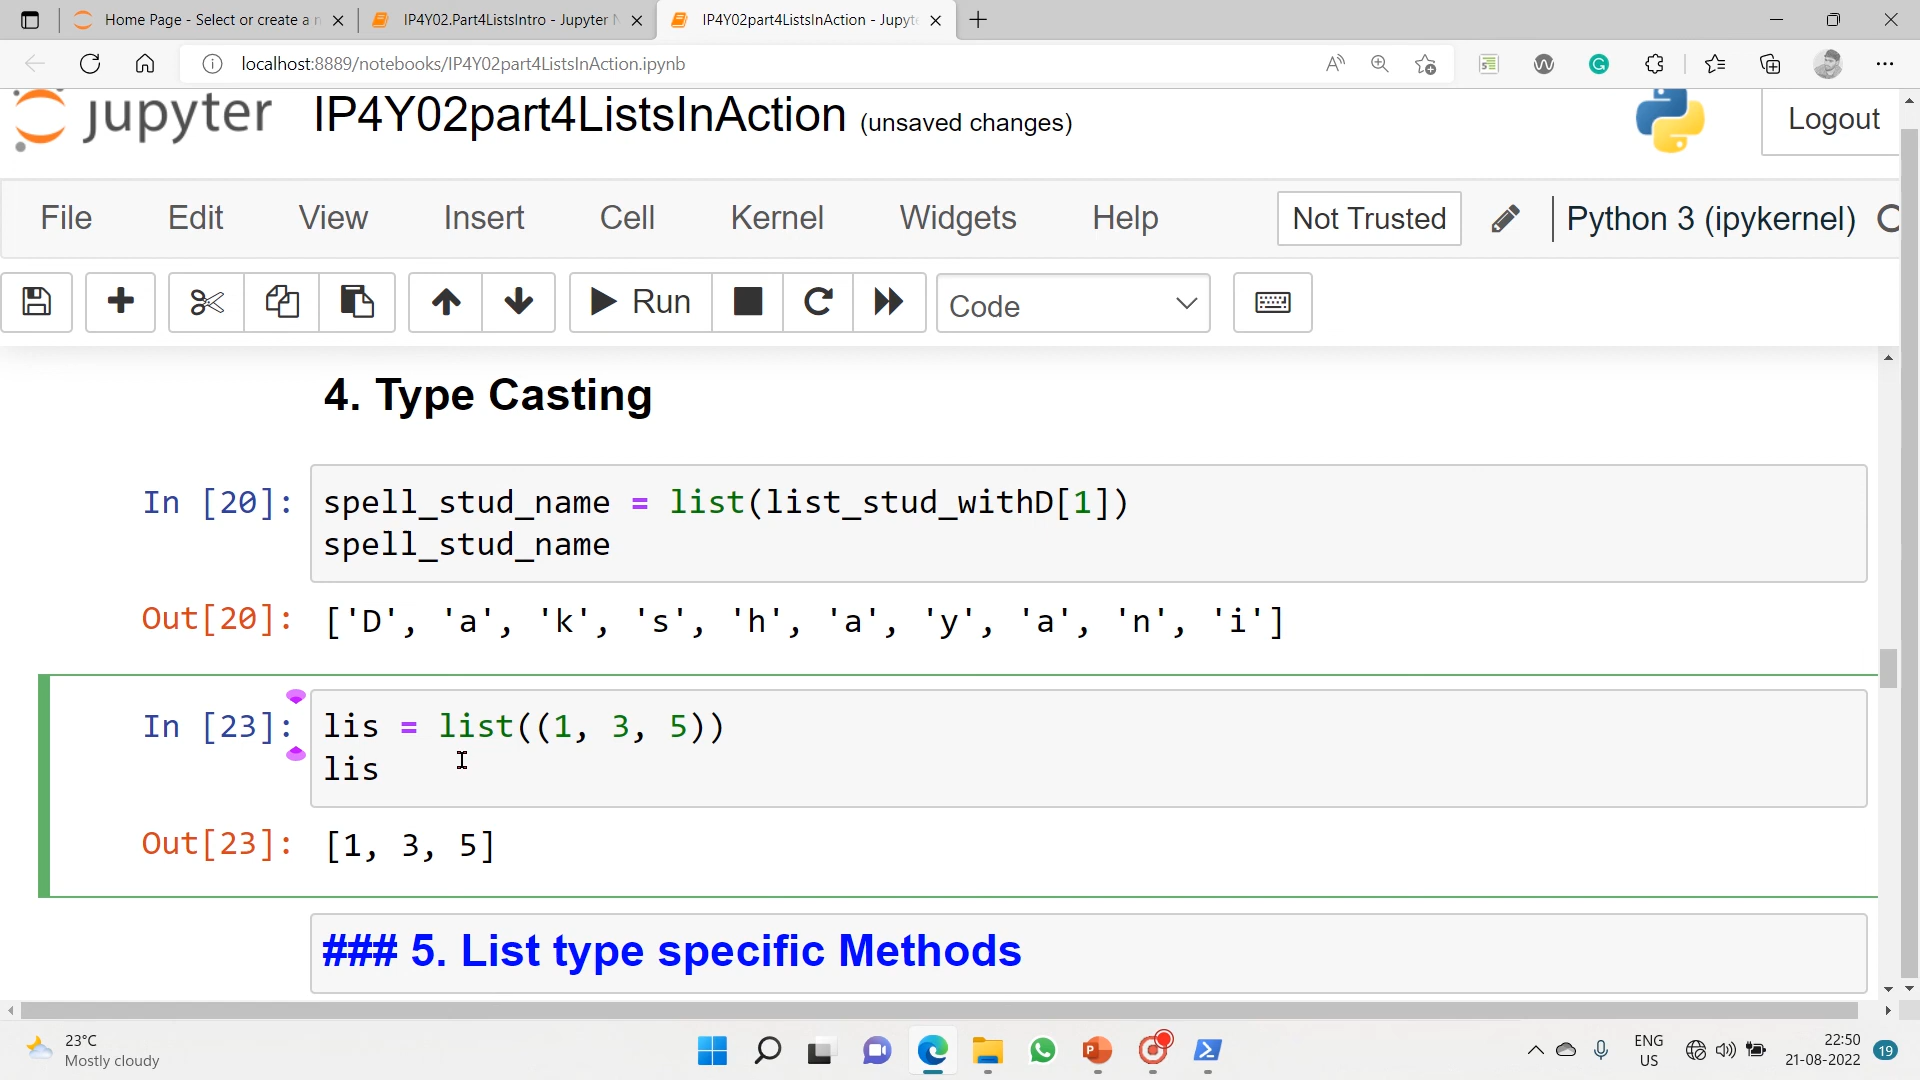 Home Page - Select or create a n
IP4Y02.Part4ListsIntro - Jupyter N
IP4Y02part4ListsInAction - Jupyte
localhost:8889/notebooks/IP4Y02part4ListsInAction.ipynb
jupyter IP4Y02part4ListsInAction (unsaved changes)
Logout
File Edit View Insert Cell Kernel Widgets Help
Not Trusted
Python 3 (ipykernel)
Run
Code
4. Type Casting
In [20]: spell_stud_name = list(list_stud_withD[1])
spell_stud_name
Out[20]: ['D', 'a', 'k', 's', 'h', 'a', 'y', 'a', 'n', 'i']
In [23]: lis = list((1, 3, 5))
lis
Out[23]: [1, 3, 5]
### 5. List type specific Methods
23°C
Mostly cloudy
ENG
US
22:50
21-08-2022
19